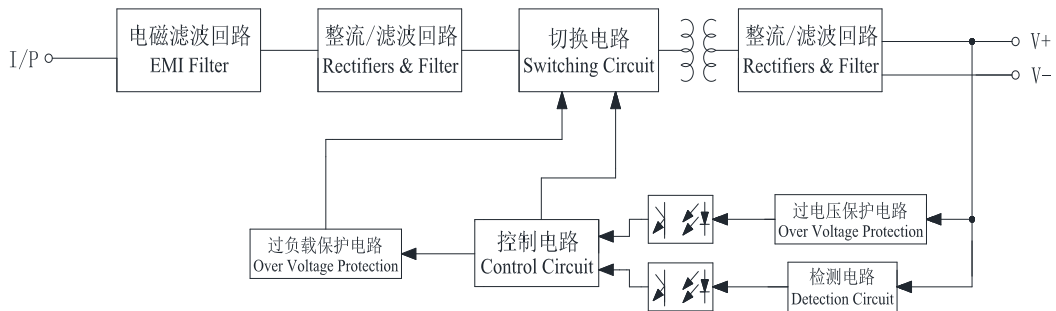 I/P
电磁滤波回路
EMI Filter
整流/滤波回路
Rectifiers & Filter
切换电路
Switching Circuit
整流/滤波回路
Rectifiers & Filter
V+
V-
过负载保护电路
Over Voltage Protection
控制电路
Control Circuit
过电压保护电路
Over Voltage Protection
检测电路
Detection Circuit